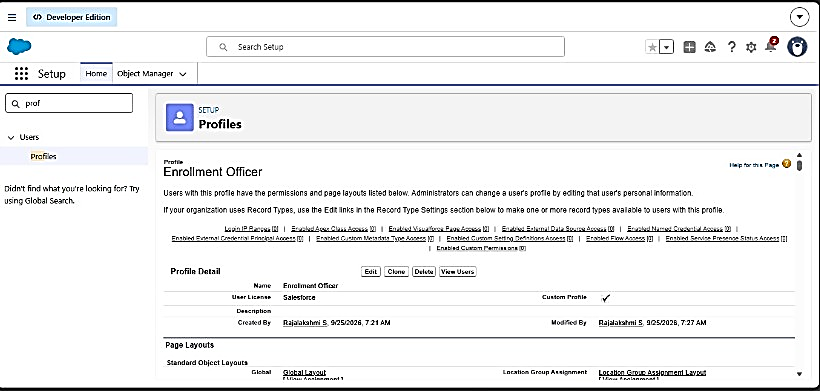 Developer Edition
Search Setup
2
Setup Home Object Manager
prof
Users
Profiles
Didn't find what you're looking for? Try
using Global Search.
SETUP
Profiles
Profile
Enrollment Officer
Help for this Page ?
Users with this profile have the permissions and page layouts listed below. Administrators can change a user's profile by editing that user's personal information.
If your organization uses Record Types, use the Edit links in the Record Type Settings section below to make one or more record types available to users with this profile.
Login IP Ranges [0] | Enabled Apex Class Access [0] | Enabled Visualforce Page Access [0] | Enabled External Data Source Access [0] | Enabled Named Credential Access [0] |
Enabled External Credential Principal Access [0] | Enabled Custom Metadata Type Access [0] | Enabled Custom Setting Definitions Access [0] | Enabled Flow Access [0] | Enabled Service Presence Status Access [0]
| Enabled Custom Permissions [0]
Profile Detail Edit Clone Delete View Users
Name Enrollment Officer
User License Salesforce Custom Profile ✓
Description
Created By Rajalakshmi S, 9/25/2025, 7:21 AM Modified By Rajalakshmi S, 9/25/2025, 7:27 AM
Page Layouts
Standard Object Layouts
Global Global Layout Location Group Assignment Location Group Assignment Layout
[ View Assignment ] [ View Assignment ]